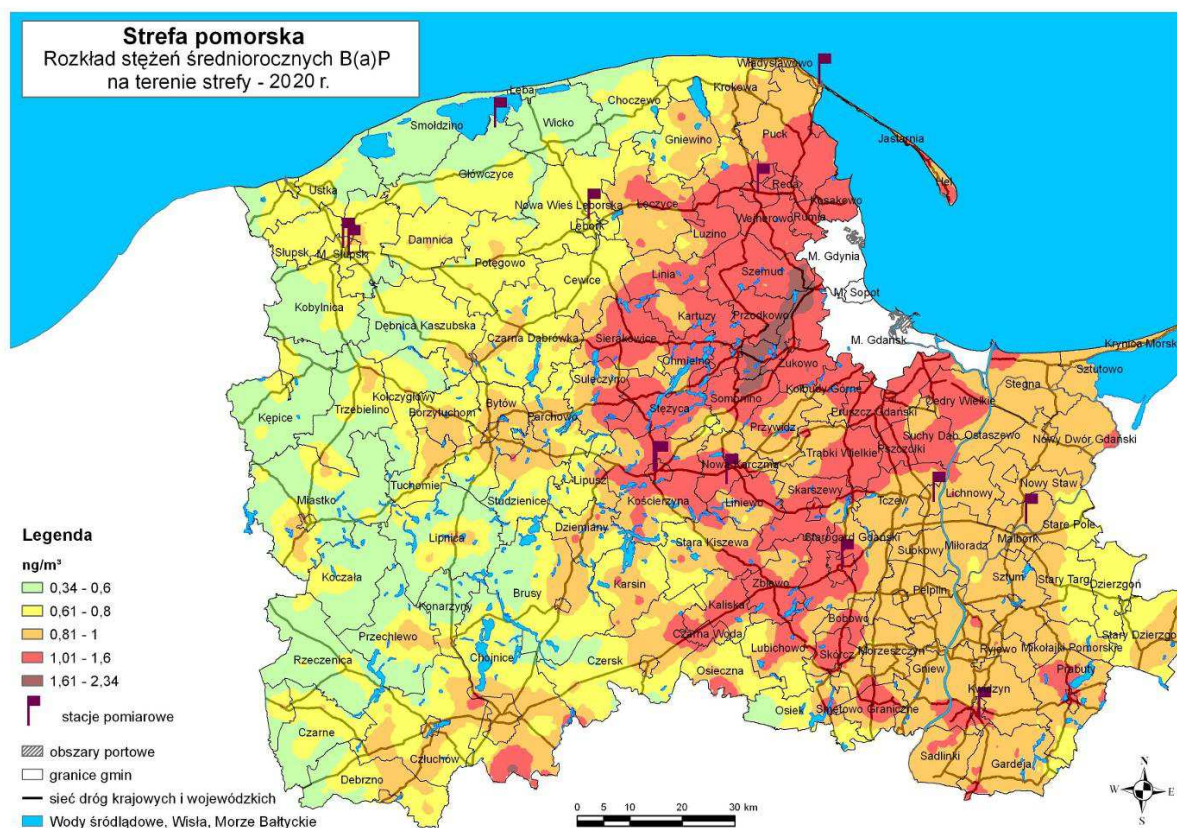 Strefa pomorska
Rozkład stężeń średniorocznych B(a)P
na terenie strefy - 2020 r.
Władysławowo
Łeba
Krokowa
Choczewo
Smołdzino
Wicko
Puck
Gniewino
Jastarnia
Hel
Główczyce
Ustka
Reda
Kosakowo
Nowa Wieś Lęborska
Łęczyce
Wejherowo
Rumia
Lębork
Luzino
Damnica
Słupsk
M. Słupsk
M. Gdynia
Potęgowo
Szemud
Cewice
Linia
M. Sopot
Kobylnica
Kartuzy
Przodkowo
Dębnica Kaszubska
Czarna Dąbrówka
Sierakowice
M. Gdańsk
Krynica Morsk
Chmielno
Żukowo
Sztutowo
Sulęczyno
Stegna
Kołczygłowy
Bytów
Kolbudy Górne
Somonino
Cedry Wielkie
Trzebielino
Borzytuchom
Parchowo
Stężyca
Pruszcz Gdański
Kępice
Przywidz
Suchy Dąb
Ostaszewo
Nowy Dwór Gdański
Trąbki Wielkie
Pszczółki
Nowa Karczma
Tuchomie
Lipusz
Nowy Staw
Skarszewy
Lichnowy
Miastko
Studzienice
Kościerzyna
Liniewo
Tczew
Dziemiany
Stare Pole
Lipnica
Stara Kiszewa
Starogard Gdański
Malbork
Subkowy
Miłoradz
Koczała
Zblewo
Sztum
Stary Targ
Dzierzgoń
Karsin
Pelplin
Brusy
Konarzyny
Kaliska
Bobowo
Przechlewo
Czarna Woda
Stary Dzierzgo
Lubichowo
Skórcz
Morzeszczyn
Ryjewo
Mikołajki Pomorskie
Rzeczenica
Chojnice
Czersk
Osieczna
Gniew
Prabuty
Kwidzyn
Osiek
Smętowo Graniczne
Czarne
Człuchów
Sadlinki
Gardeja
Debrzno
Legenda
ng/m³
0,34 - 0,6
0,61 - 0,8
0,81 - 1
1,01 - 1,6
1,61 - 2,34
stacje pomiarowe
obszary portowe
granice gmin
sieć dróg krajowych i wojewódzkich
Wody śródlądowe, Wisła, Morze Bałtyckie
0 5 10 20 30 km
N
W E
S